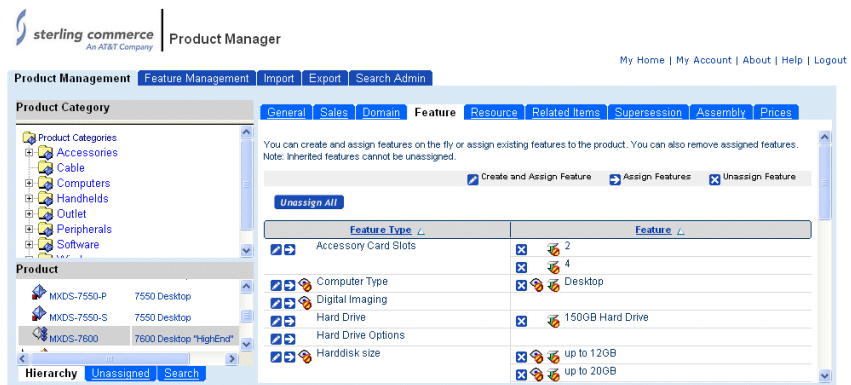 sterling commerce
An AT&T Company
Product Manager
My Home | My Account | About | Help | Logout
Product Management Feature Management Import Export Search Admin
Product Category
Product Categories
Accessories
Cable
Computers
Handhelds
Outlet
Peripherals
Software
Product
MXDS-7550-P 7550 Desktop
MXDS-7550-S 7550 Desktop
MXDS-7600 7600 Desktop "HighEnd"
Hierarchy Unassigned Search
General Sales Domain Feature Resource Related Items Supersession Assembly Prices
You can create and assign features on the fly or assign existing features to the product. You can also remove assigned features.
Note: Inherited features cannot be unassigned.
Create and Assign Feature Assign Features Unassign Feature
Unassign All
Feature Type Feature
Accessory Card Slots 2
4
Computer Type Desktop
Digital Imaging
Hard Drive 150GB Hard Drive
Hard Drive Options
Harddisk size up to 12GB
up to 20GB